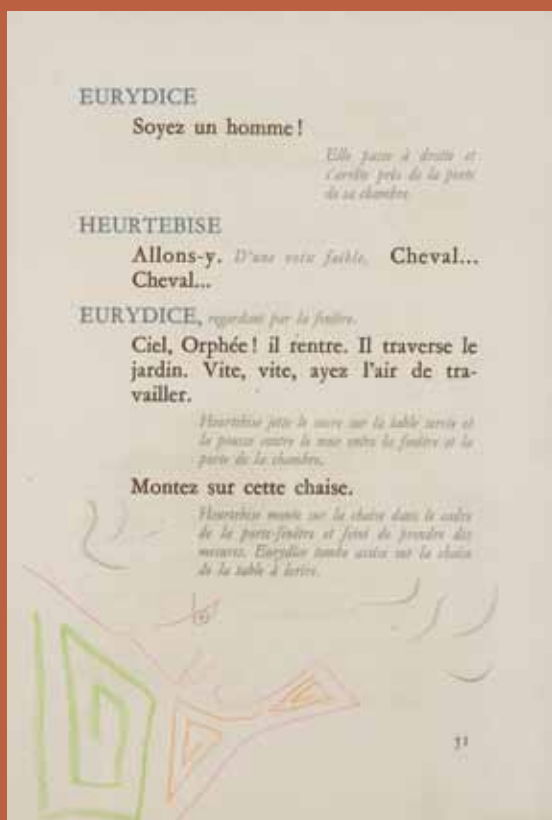 EURYDICE
Soyez un homme !
Elle passe à droite et
s'arrête près de la porte
de sa chambre.
HEURTEBISE
Allons-y. D'une voix faible. Cheval...
Cheval...
EURYDICE, regardant par la fenêtre.
Ciel, Orphée ! il rentre. Il traverse le
jardin. Vite, vite, ayez l'air de tra-
vailler.
Heurtebise jette le sucre sur la table servie et
la pousse contre le mur entre la fenêtre et la
porte de la chambre.
Montez sur cette chaise.
Heurtebise monte sur la chaise dans le cadre
de la porte-fenêtre et feint de prendre des
mesures. Eurydice tombe assise sur la chaise
de la table à écrire.
31